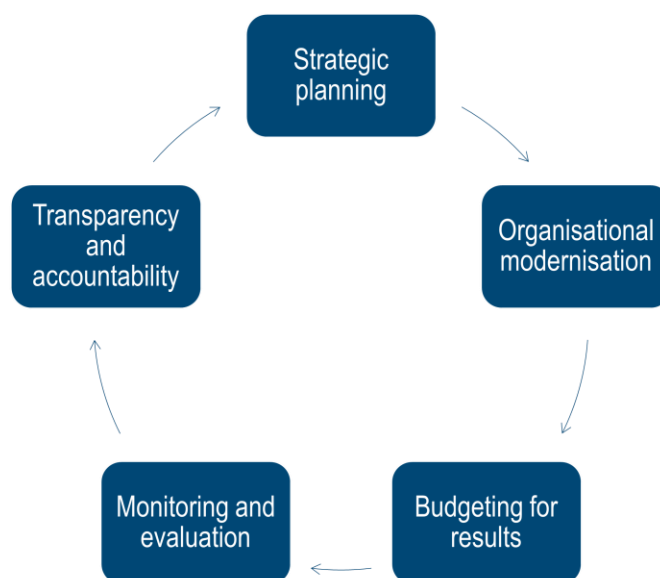 Strategic
planning
Organisational
modernisation
Budgeting for
results
Monitoring and
evaluation
Transparency
and
accountability